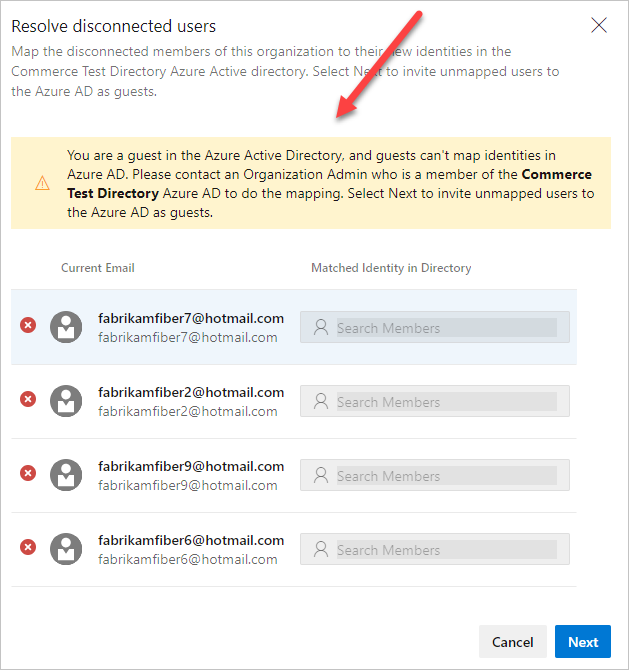 Resolve disconnected users
Map the disconnected members of this organization to their new identities in the
Commerce Test Directory Azure Active directory. Select Next to invite unmapped users to
the Azure AD as guests.
You are a guest in the Azure Active Directory, and guests can't map identities in
Azure AD. Please contact an Organization Admin who is a member of the Commerce
Test Directory Azure AD to do the mapping. Select Next to invite unmapped users to
the Azure AD as guests.
Current Email Matched Identity in Directory
fabrikamfiber7@hotmail.com
fabrikamfiber7@hotmail.com
Search Members
fabrikamfiber2@hotmail.com
fabrikamfiber2@hotmail.com
Search Members
fabrikamfiber9@hotmail.com
fabrikamfiber9@hotmail.com
Search Members
fabrikamfiber6@hotmail.com
fabrikamfiber6@hotmail.com
Search Members
Cancel Next